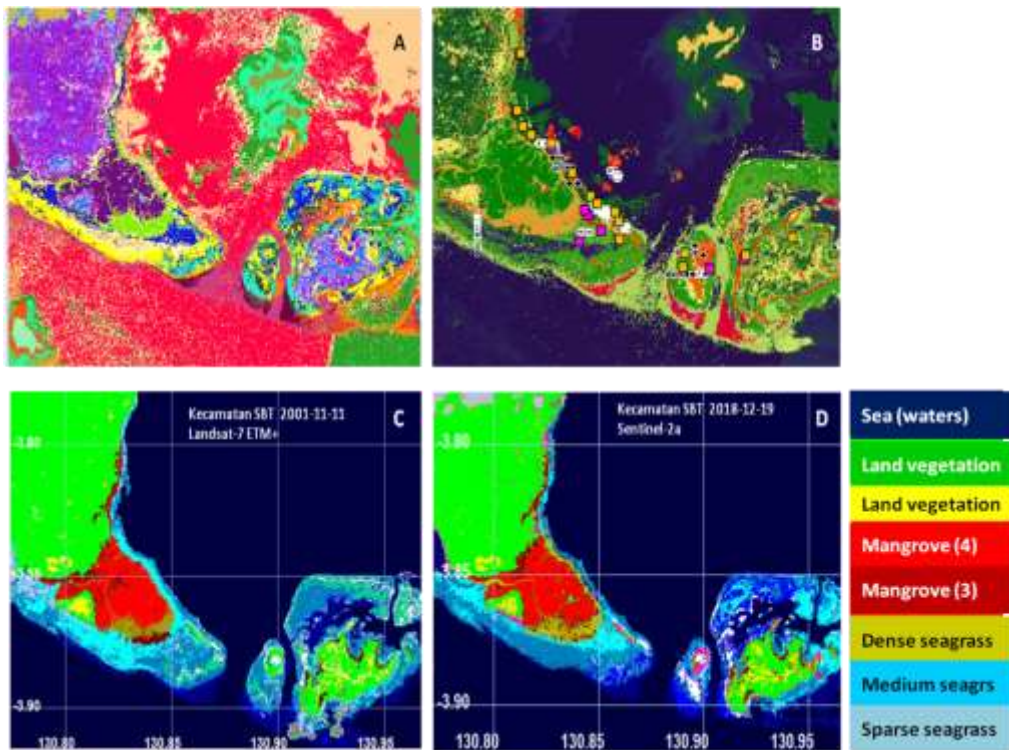 A
B
Kecamatan SBT 2001-11-11
Landsat-7 ETM+
C
Kecamatan SBT 2018-12-19
Sentinel-2a
D
-3.80
-3.90
130.80
130.85
130.90
130.95
-3.80
-3.85
-3.90
130.80
130.85
130.90
130.95
Sea (waters)
Land vegetation
Land vegetation
Mangrove (4)
Mangrove (3)
Dense seagrass
Medium seagrs
Sparse seagrass